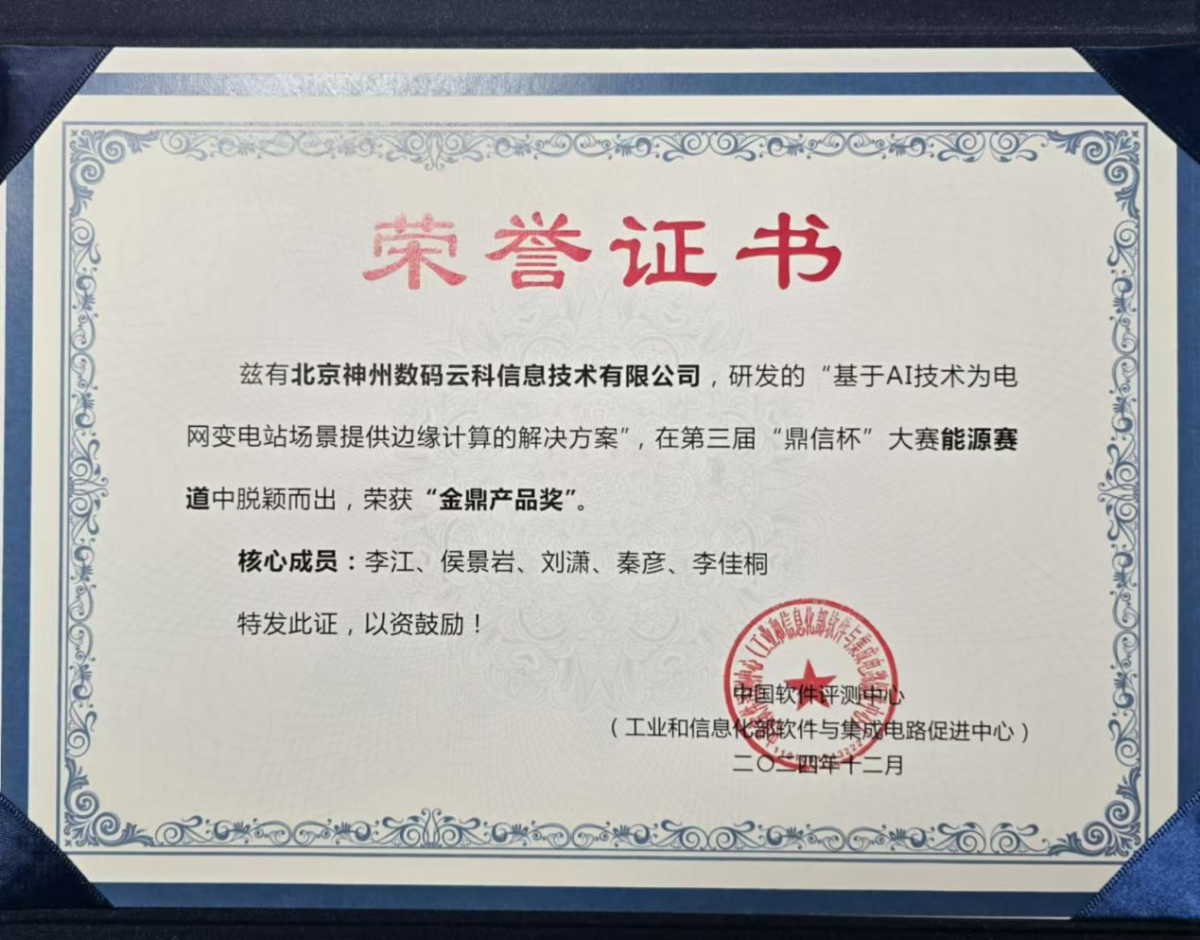 荣誉证书
兹有北京神州数码云科信息技术有限公司，研发的“基于AI技术为电
网变电站场景提供边缘计算的解决方案”，在第三届“鼎信杯”大赛能源赛
道中脱颖而出，荣获“金鼎产品奖”。
核心成员：李江、侯景岩、刘潇、秦彦、李佳桐
特发此证，以资鼓励！
中国软件评测中心
（工业和信息化部软件与集成电路促进中心）
二〇二四年十二月